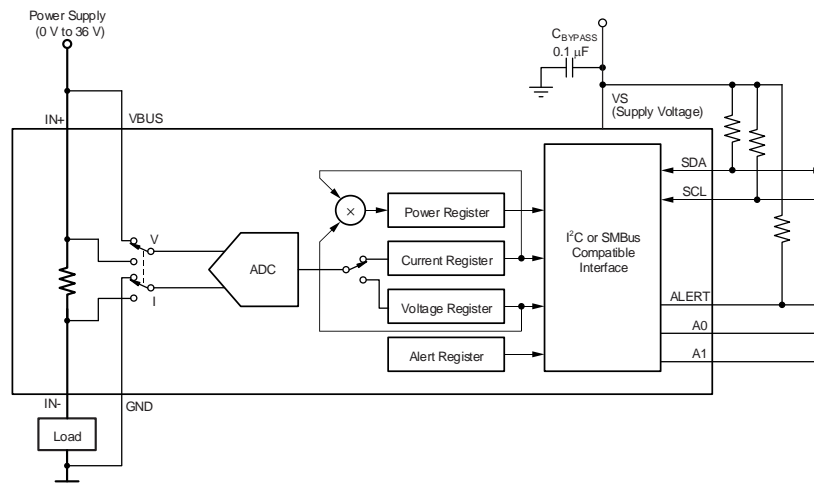 Power Supply
(0 V to 36 V)
C_BYPASS
0.1 µF
VS
(Supply Voltage)
IN+
VBUS
SDA
SCL
×
Power Register
V
ADC
Current Register
I²C or SMBus
Compatible
Interface
I
Voltage Register
ALERT
A0
Alert Register
A1
IN-
GND
Load